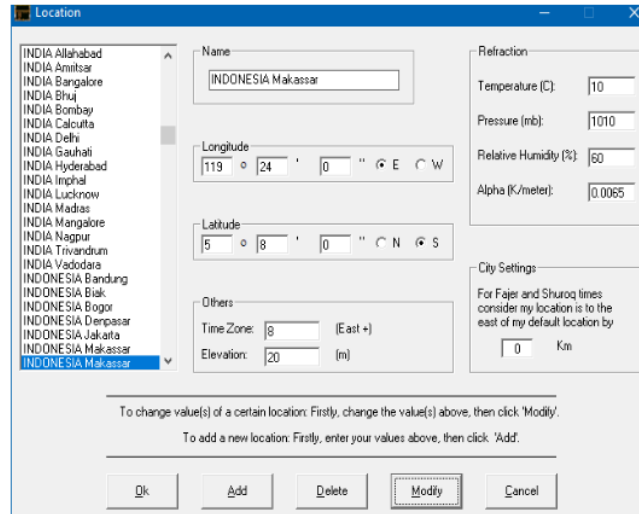 Location
INDIA Allahabad
INDIA Amritsar
INDIA Bangalore
INDIA Bhuj
INDIA Bombay
INDIA Calcutta
INDIA Delhi
INDIA Gauhati
INDIA Hyderabad
INDIA Imphal
INDIA Lucknow
INDIA Madras
INDIA Mangalore
INDIA Nagpur
INDIA Trivandrum
INDIA Vadodara
INDONESIA Bandung
INDONESIA Biak
INDONESIA Bogor
INDONESIA Denpasar
INDONESIA Jakarta
INDONESIA Makassar
INDONESIA Makassar
Name
INDONESIA Makassar
Longitude
119 o 24 ' 0 " E W
Latitude
5 o 8 ' 0 " N S
Others
Time Zone: 8 (East +)
Elevation: 20 (m)
Refraction
Temperature (C): 10
Pressure (mb): 1010
Relative Humidity (%): 60
Alpha (K/meter): 0.0065
City Settings
For Fajer and Shuroq times
consider my location is to the
east of my default location by
0 Km
To change value(s) of a certain location: Firstly, change the value(s) above, then click 'Modify'.
To add a new location: Firstly, enter your values above, then click 'Add'.
Ok Add Delete Modify Cancel